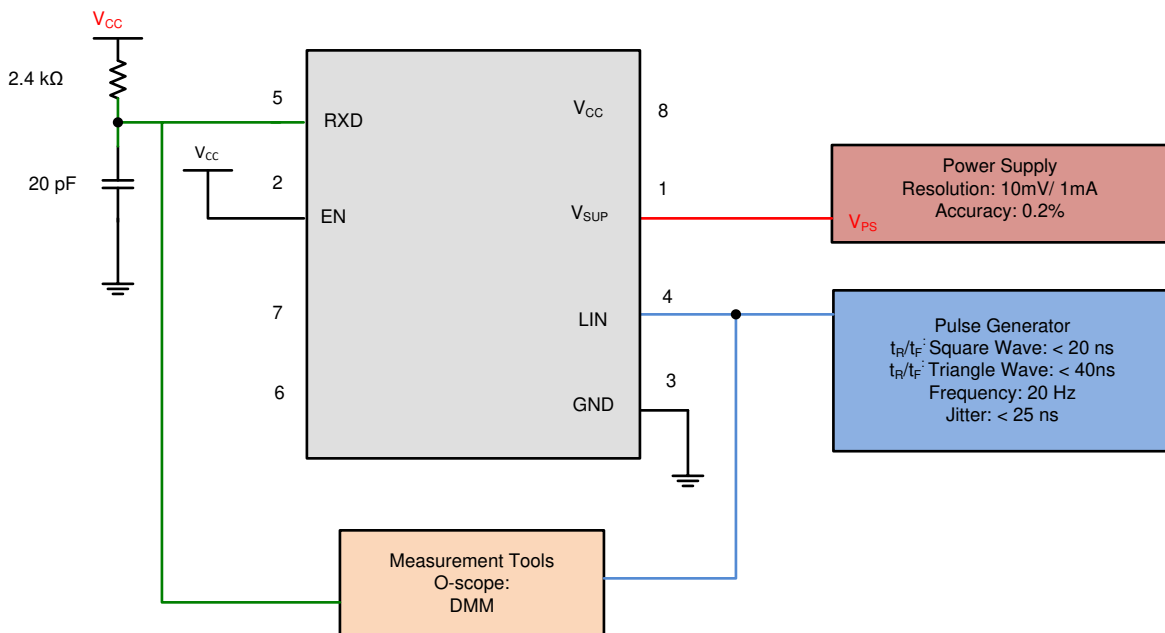 VCC
2.4 kΩ
20 pF
VCC
5
2
7
6
RXD
EN
VCC
VSUP
LIN
GND
8
1
4
3
Power Supply
Resolution: 10mV/ 1mA
Accuracy: 0.2%
VPS
Pulse Generator
tR/tF: Square Wave: < 20 ns
tR/tF: Triangle Wave: < 40ns
Frequency: 20 Hz
Jitter: < 25 ns
Measurement Tools
O-scope:
DMM